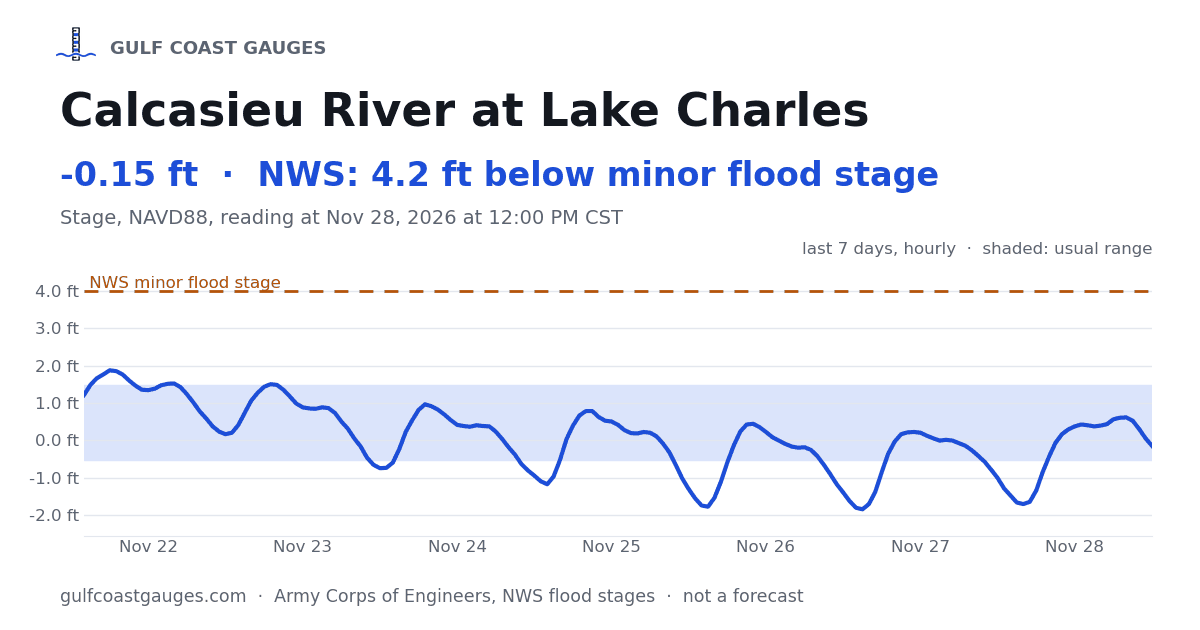 GULF COAST GAUGES
Calcasieu River at Lake Charles
-0.15 ft · NWS: 4.2 ft below minor flood stage
Stage, NAVD88, reading at Nov 28, 2026 at 12:00 PM CST
last 7 days, hourly · shaded: usual range
NWS minor flood stage
4.0 ft
3.0 ft
2.0 ft
1.0 ft
0.0 ft
-1.0 ft
-2.0 ft
Nov 22 Nov 23 Nov 24 Nov 25 Nov 26 Nov 27 Nov 28
gulfcoastgauges.com · Army Corps of Engineers, NWS flood stages · not a forecast